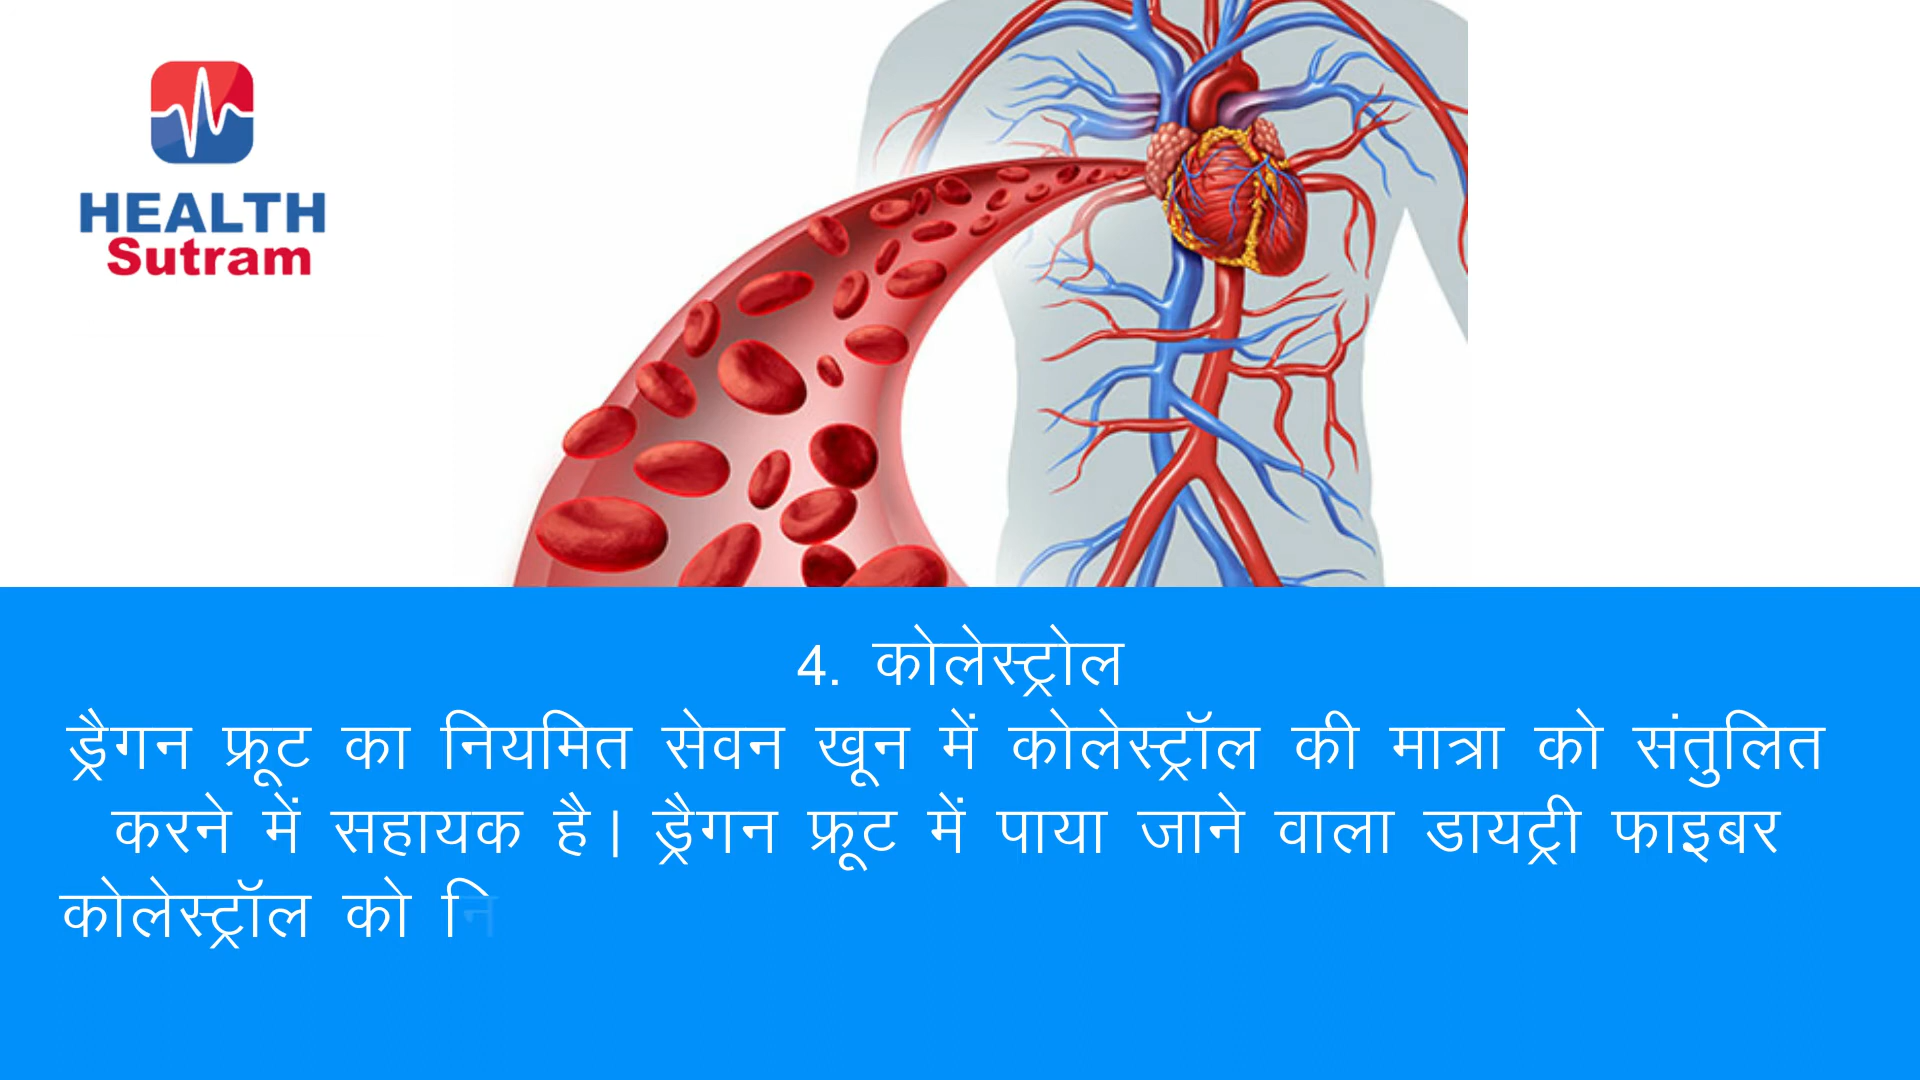 HEALTH
Sutram
4. कोलेस्ट्रोल
ड्रैगन फ्रूट का नियमित सेवन खून में कोलेस्ट्रॉल की मात्रा को संतुलित
करने में सहायक है। ड्रैगन फ्रूट में पाया जाने वाला डायट्री फाइबर
कोलेस्ट्रॉल को नि